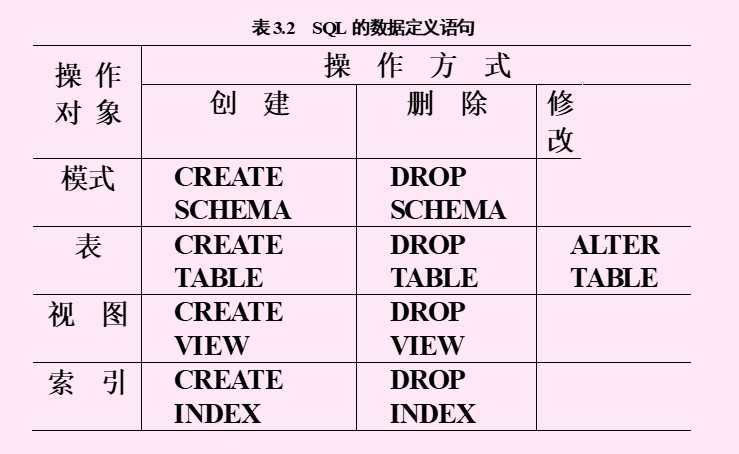 表 3.2 SQL 的数据定义语句
操 作 对 象
操 作 方 式
创 建
删 除
修 改
模式
CREATE SCHEMA
DROP SCHEMA
表
CREATE TABLE
DROP TABLE
ALTER TABLE
视 图
CREATE VIEW
DROP VIEW
索 引
CREATE INDEX
DROP INDEX